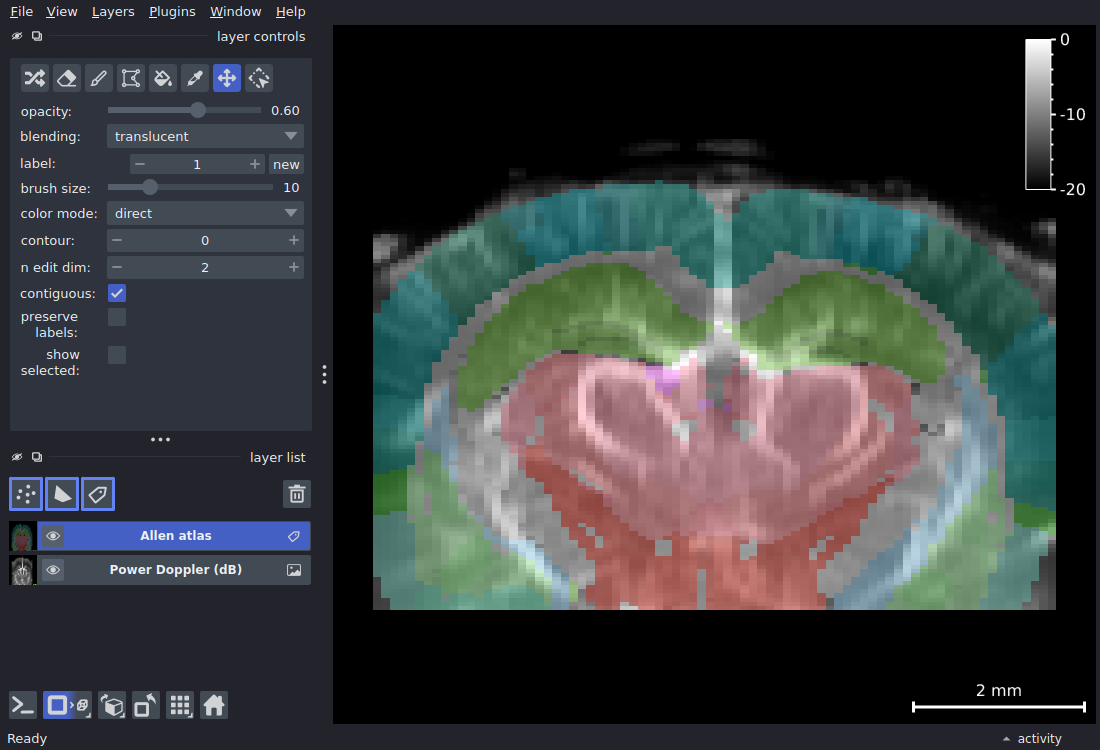 File View Layers Plugins Window Help
layer controls
opacity: 0.60
blending: translucent
label: − 1 + new
brush size: 10
color mode: direct
contour: − 0 +
n edit dim: − 2 +
contiguous:
preserve
labels:
show
selected:
layer list
Allen atlas
Power Doppler (dB)
0
-10
-20
2 mm
Ready
activity